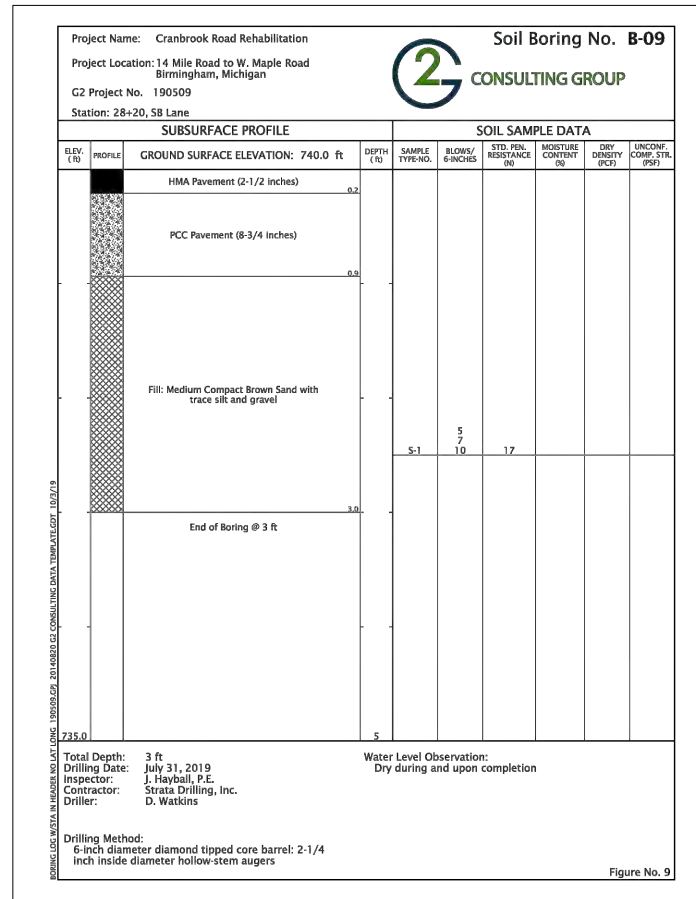 Project Name: Cranbrook Road Rehabilitation
Project Location: 14 Mile Road to W. Maple Road
Birmingham, Michigan
G2 Project No. 190509
Station: 28+20, SB Lane
Soil Boring No. B-09
G2 CONSULTING GROUP
SUBSURFACE PROFILE
SOIL SAMPLE DATA
ELEV. (ft)
PROFILE
GROUND SURFACE ELEVATION: 740.0 ft
DEPTH (ft)
SAMPLE TYPE-NO.
BLOWS/ 6-INCHES
STD. PEN. RESISTANCE (N)
MOISTURE CONTENT (%)
DRY DENSITY (PCF)
UNCONF. COMP. STR. (PSF)
HMA Pavement (2-1/2 inches)
0.2
PCC Pavement (8-3/4 inches)
0.9
Fill: Medium Compact Brown Sand with
trace silt and gravel
5
7
S-1 10 17
3.0
End of Boring @ 3 ft
735.0 5
Total Depth: 3 ft
Drilling Date: July 31, 2019
Inspector: J. Hayball, P.E.
Contractor: Strata Drilling, Inc.
Driller: D. Watkins
Water Level Observation:
Dry during and upon completion
Drilling Method:
6-inch diameter diamond tipped core barrel: 2-1/4
inch inside diameter hollow-stem augers
Figure No. 9
BORING LOG W/STA IN HEADER NO LAT LONG 190509.GPJ 20140820 G2 CONSULTING DATA TEMPLATE.GDT 10/3/19